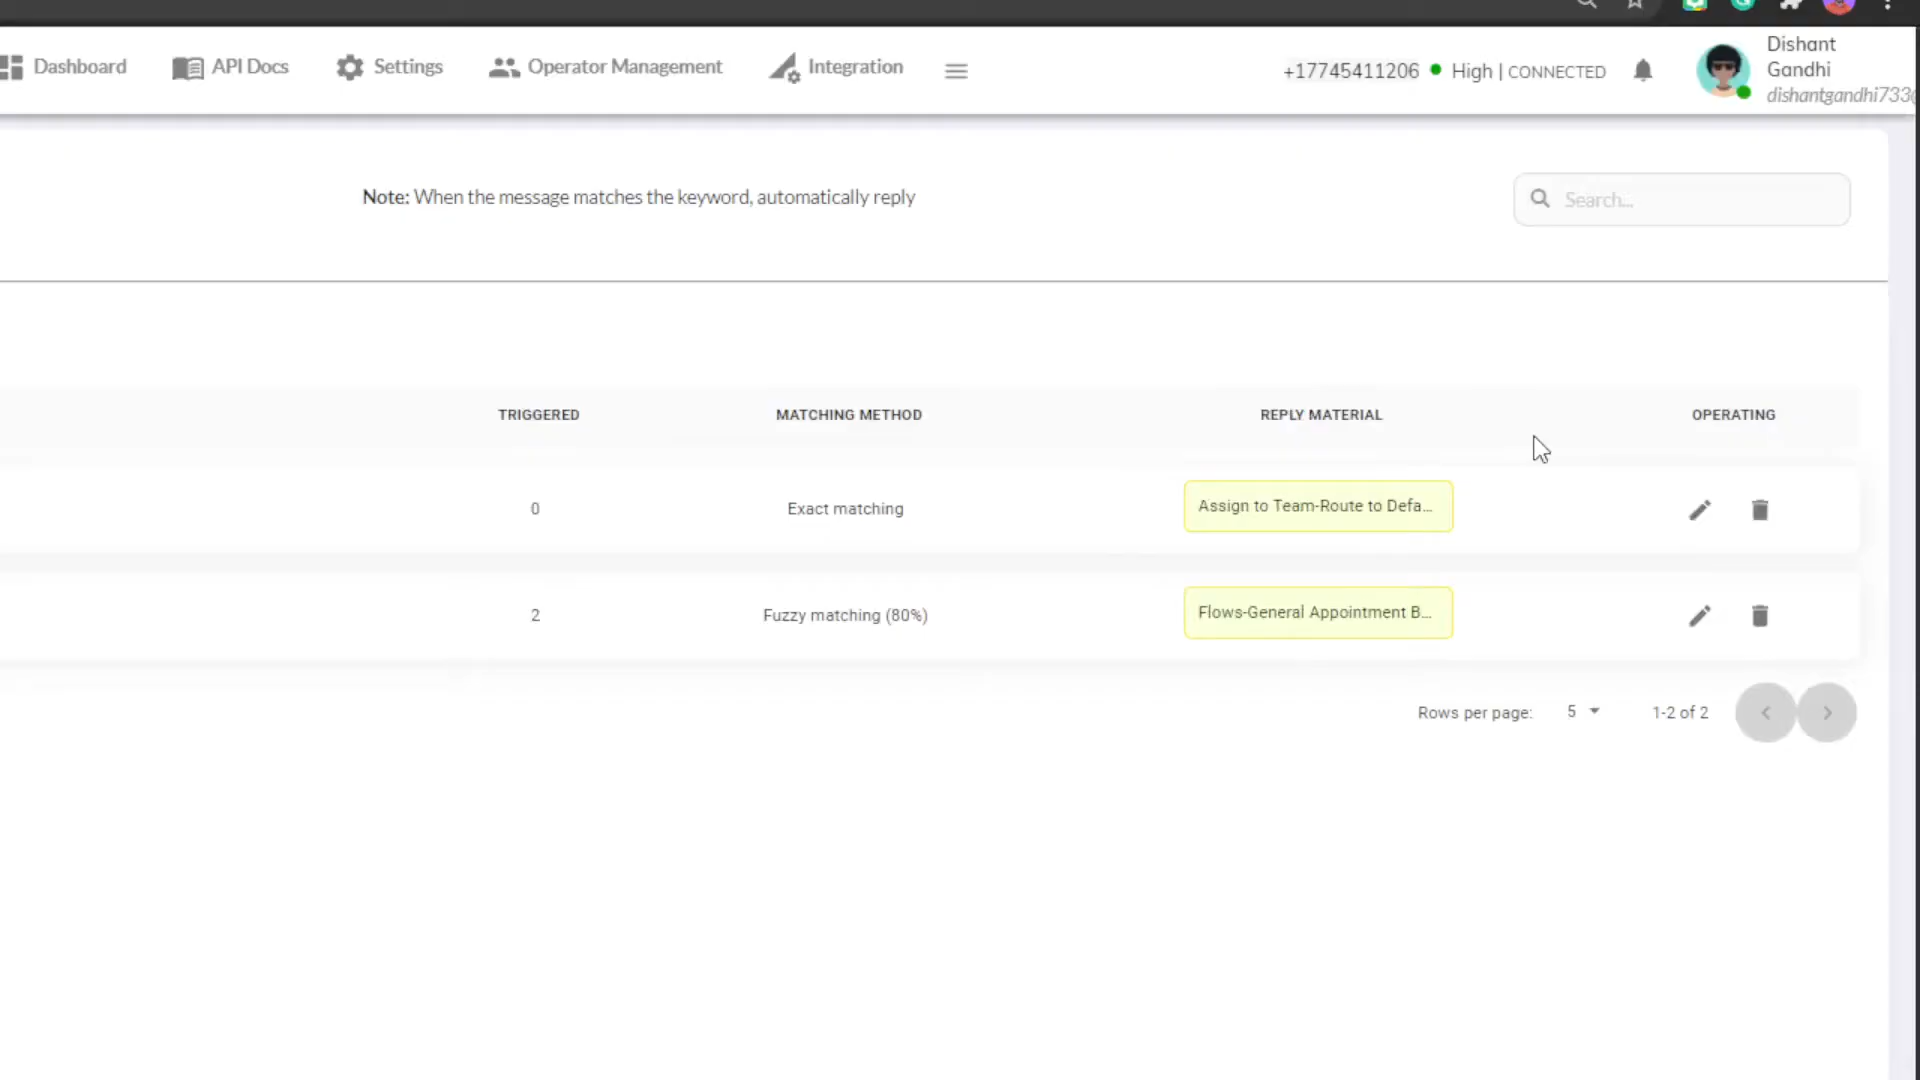 Dashboard API Docs Settings Operator Management Integration +17745411206 High | CONNECTED
Dishant
Gandhi
dishantgandhi733
Note: When the message matches the keyword, automatically reply
Search...
TRIGGERED MATCHING METHOD REPLY MATERIAL OPERATING
0 Exact matching Assign to Team-Route to Defa...
2 Fuzzy matching (80%) Flows-General Appointment B...
Rows per page: 5 1-2 of 2